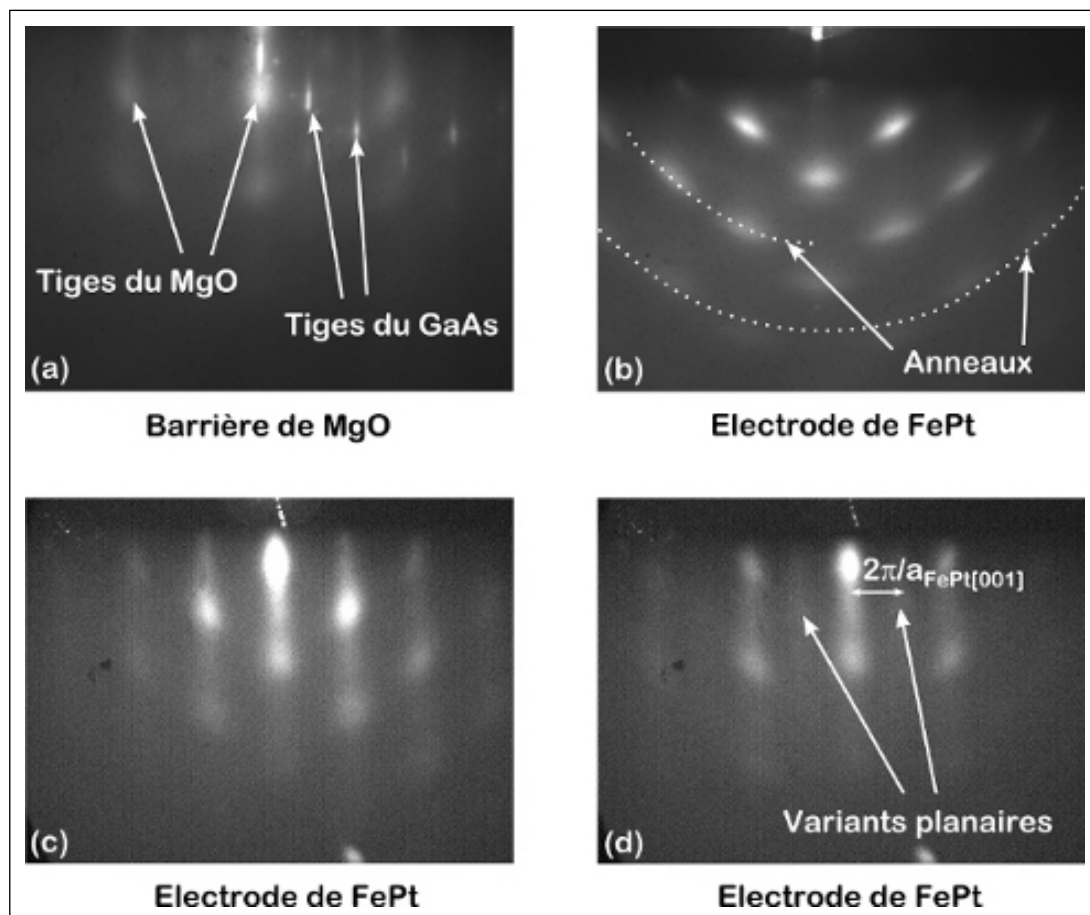 Tiges du MgO
Tiges du GaAs
(a)
Barrière de MgO
Anneaux
(b)
Electrode de FePt
(c)
Electrode de FePt
2π/aFePt[001]
Variants planaires
(d)
Electrode de FePt